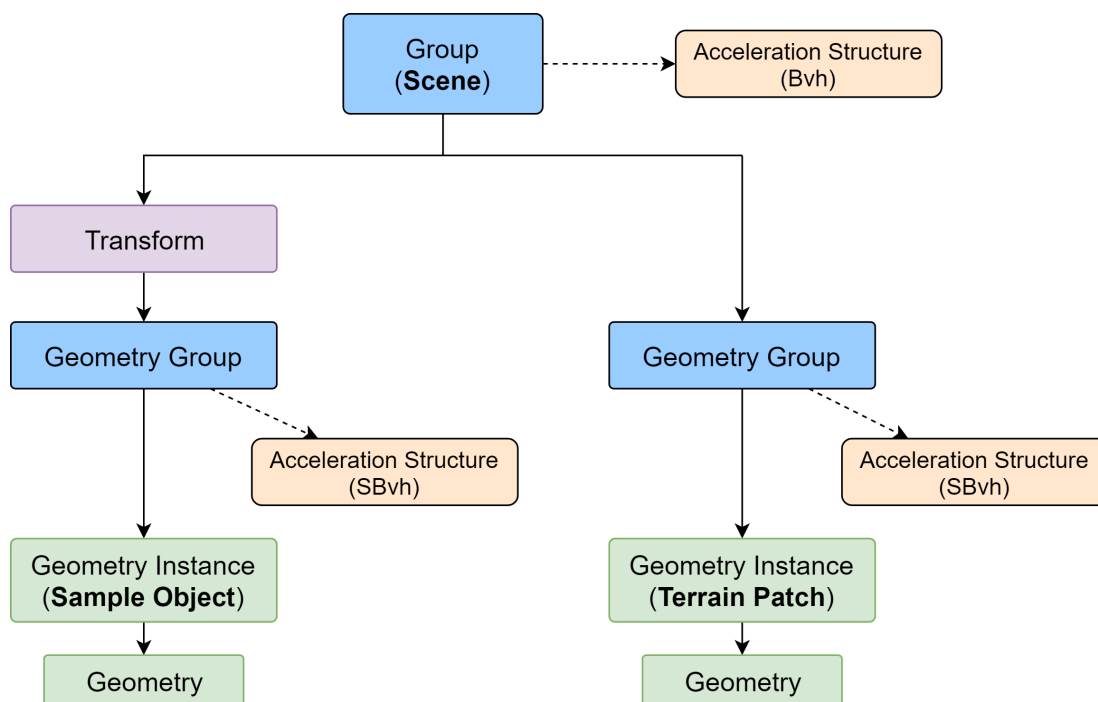 Group
(Scene)
Acceleration Structure
(Bvh)
Transform
Geometry Group
Geometry Group
Acceleration Structure
(SBvh)
Acceleration Structure
(SBvh)
Geometry Instance
(Sample Object)
Geometry Instance
(Terrain Patch)
Geometry
Geometry